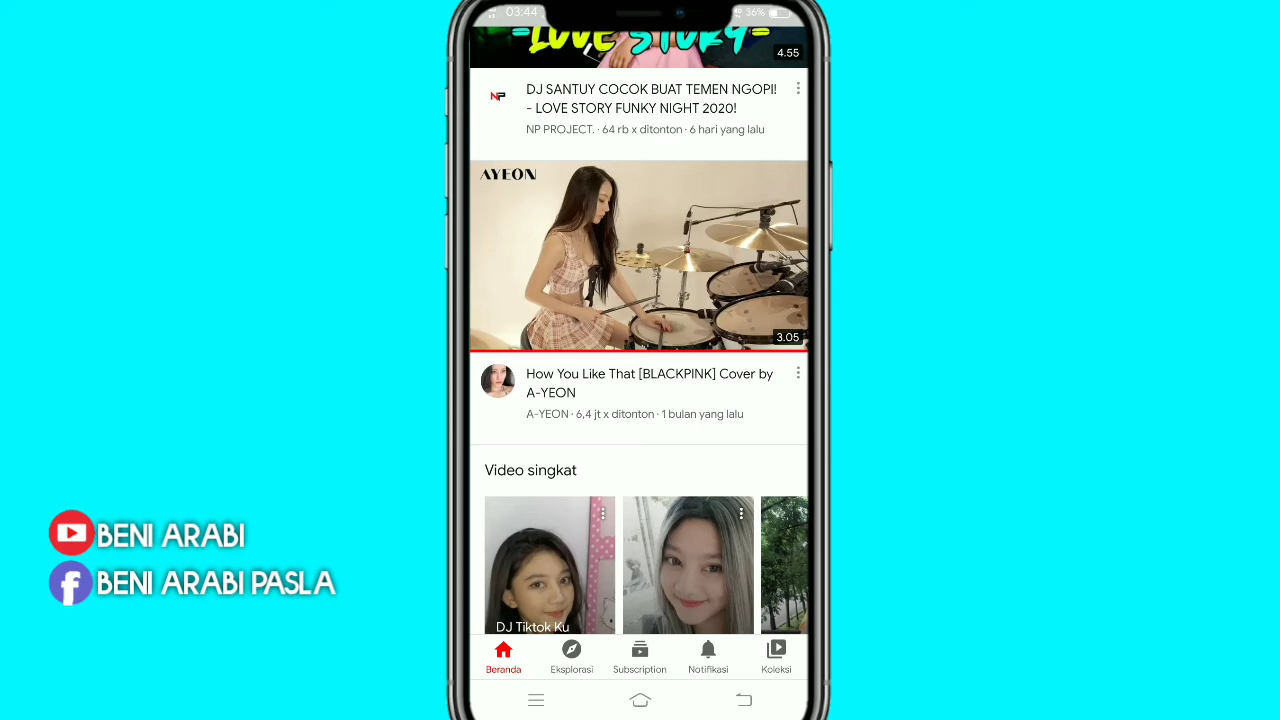 03:44
36%
-LOVE STORY-
4.55
NP
DJ SANTUY COCOK BUAT TEMEN NGOPI!
- LOVE STORY FUNKY NIGHT 2020!
NP PROJECT. · 64 rb x ditonton · 6 hari yang lalu
AYEON
3.05
How You Like That [BLACKPINK] Cover by
A-YEON
A-YEON · 6,4 jt x ditonton · 1 bulan yang lalu
Video singkat
BENI ARABI
BENI ARABI PASLA
DJ Tiktok Ku
Beranda
Eksplorasi
Subscription
Notifikasi
Koleksi